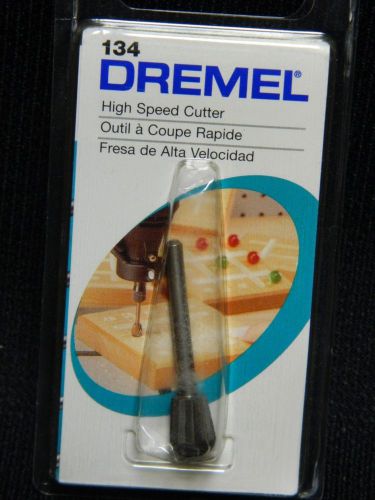 134
DREMEL®
High Speed Cutter
Outil à Coupe Rapide
Fresa de Alta Velocidad